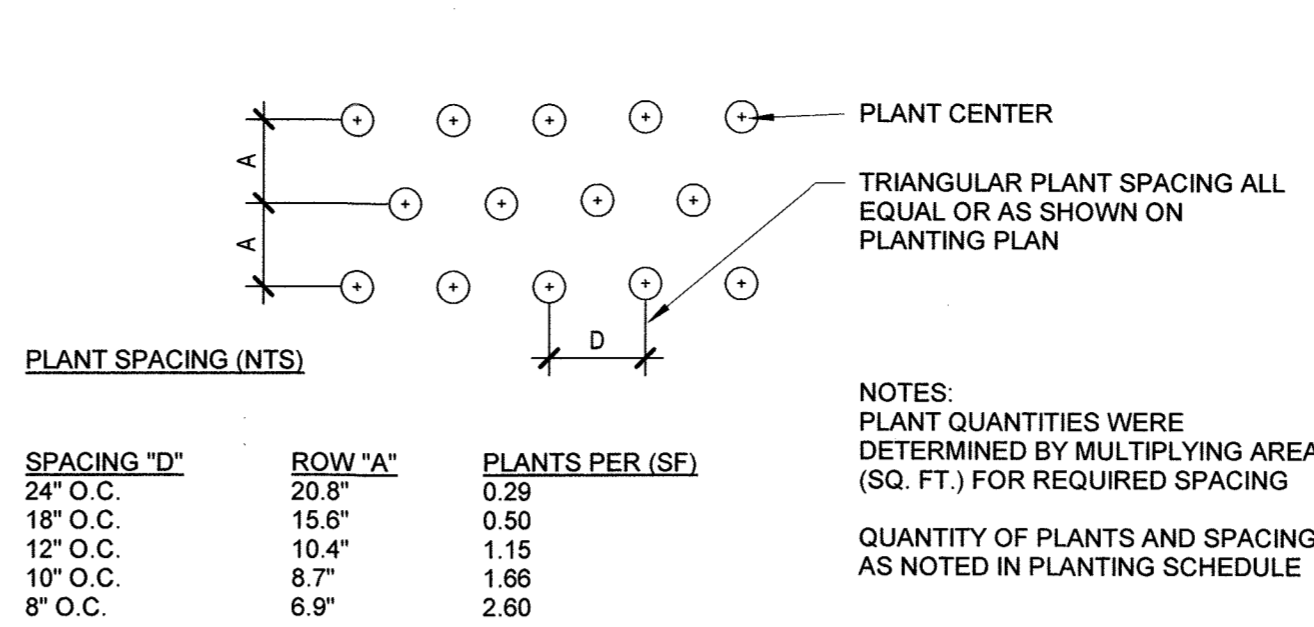 PLANT CENTER
A
TRIANGULAR PLANT SPACING ALL
EQUAL OR AS SHOWN ON
PLANTING PLAN
A
D
PLANT SPACING (NTS)
SPACING "D" ROW "A" PLANTS PER (SF)
24" O.C. 20.8" 0.29
18" O.C. 15.6" 0.50
12" O.C. 10.4" 1.15
10" O.C. 8.7" 1.66
8" O.C. 6.9" 2.60
NOTES:
PLANT QUANTITIES WERE
DETERMINED BY MULTIPLYING AREA
(SQ. FT.) FOR REQUIRED SPACING
QUANTITY OF PLANTS AND SPACING
AS NOTED IN PLANTING SCHEDULE